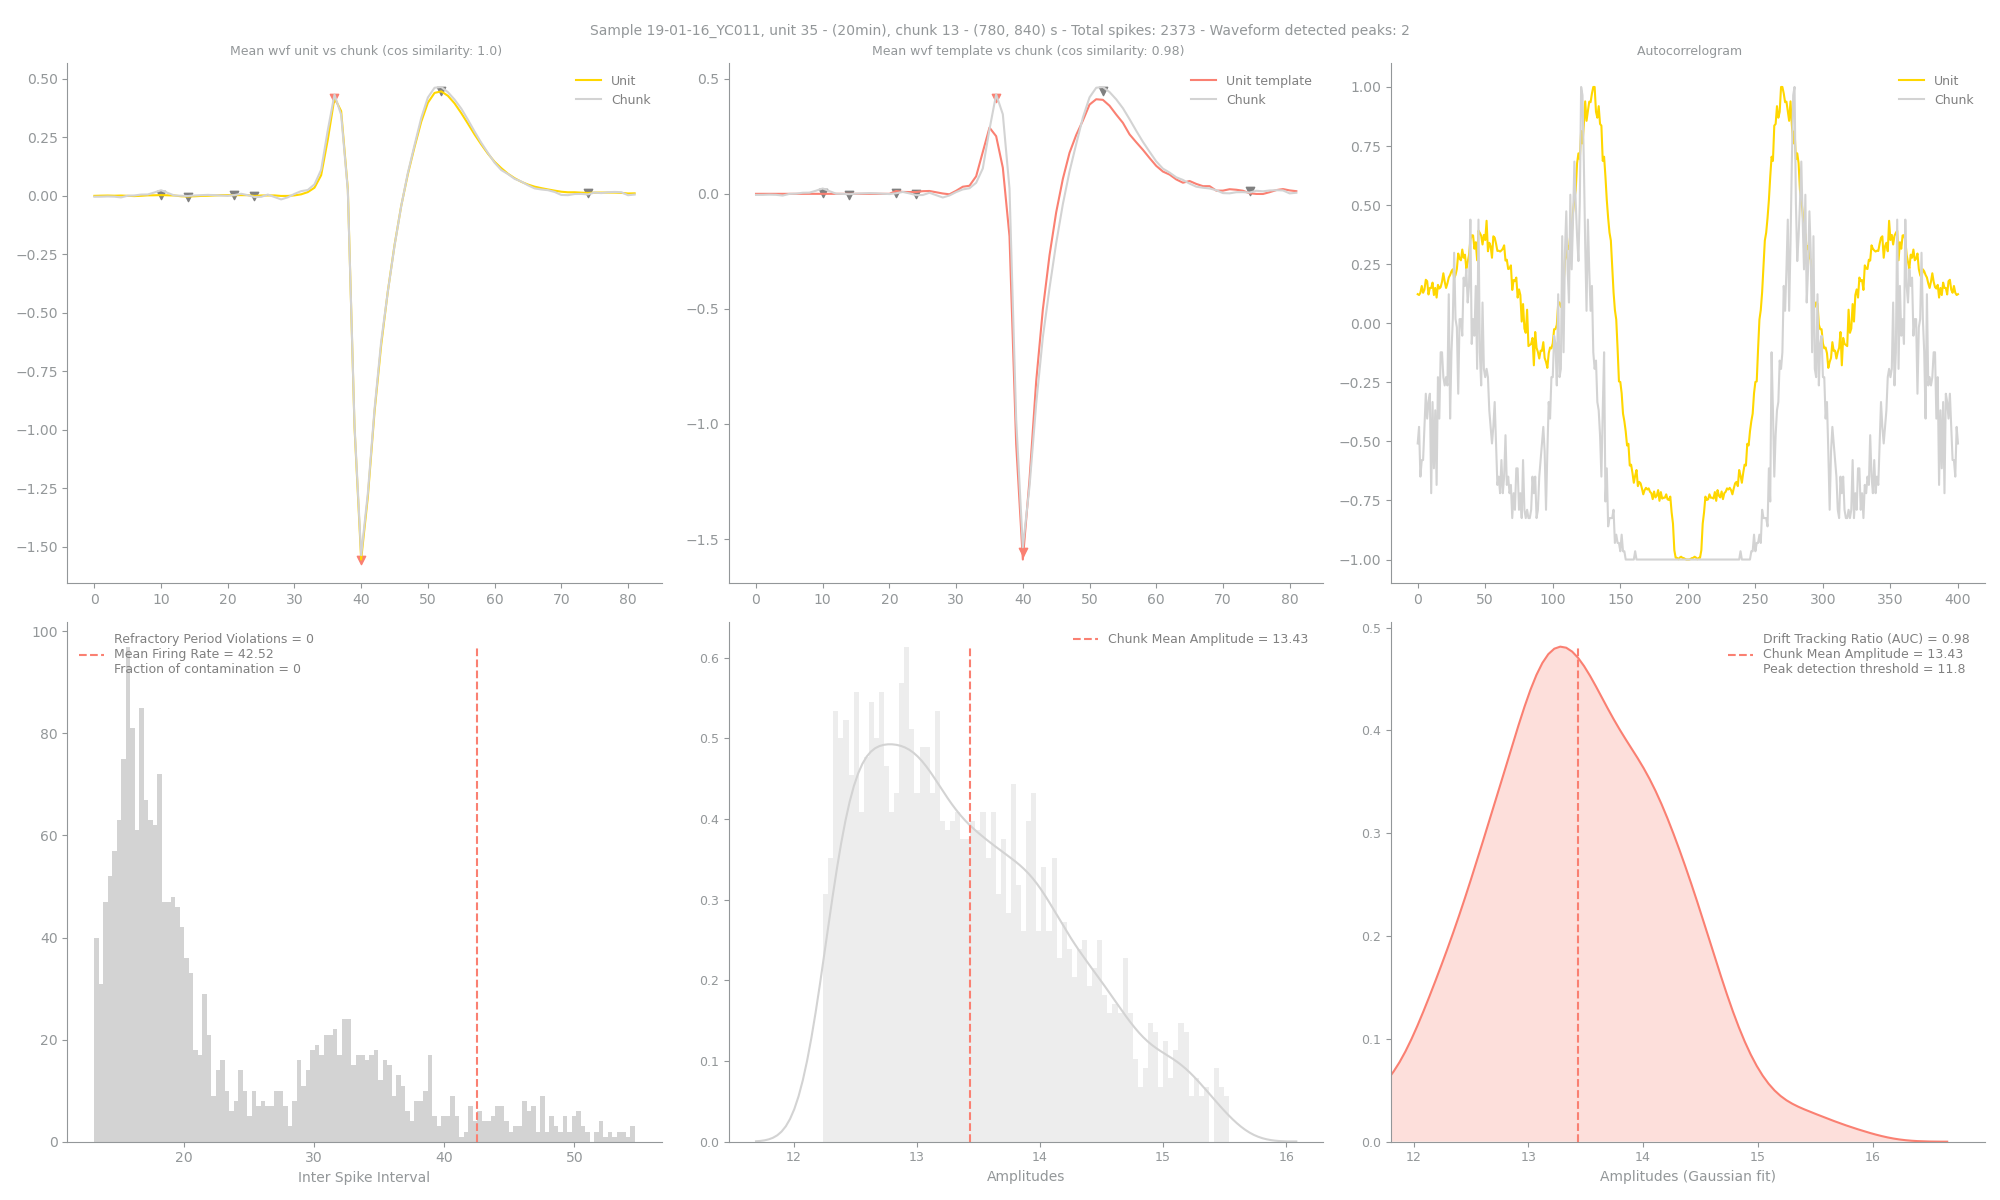 Sample 19-01-16_YC011, unit 35 - (20min), chunk 13 - (780, 840) s - Total spikes: 2373 - Waveform detected peaks: 2
Mean wvf unit vs chunk (cos similarity: 1.0)
Unit
Chunk
0.50
0.25
0.00
−0.25
−0.50
−0.75
−1.00
−1.25
−1.50
0 10 20 30 40 50 60 70 80
Mean wvf template vs chunk (cos similarity: 0.98)
Unit template
Chunk
0.5
0.0
−0.5
−1.0
−1.5
0 10 20 30 40 50 60 70 80
Autocorrelogram
Unit
Chunk
1.00
0.75
0.50
0.25
0.00
−0.25
−0.50
−0.75
−1.00
0 50 100 150 200 250 300 350 400
Refractory Period Violations = 0
Mean Firing Rate = 42.52
Fraction of contamination = 0
100
80
60
40
20
0
20 30 40 50
Inter Spike Interval
Chunk Mean Amplitude = 13.43
0.6
0.5
0.4
0.3
0.2
0.1
0.0
12 13 14 15 16
Amplitudes
Drift Tracking Ratio (AUC) = 0.98
Chunk Mean Amplitude = 13.43
Peak detection threshold = 11.8
0.5
0.4
0.3
0.2
0.1
0.0
12 13 14 15 16
Amplitudes (Gaussian fit)